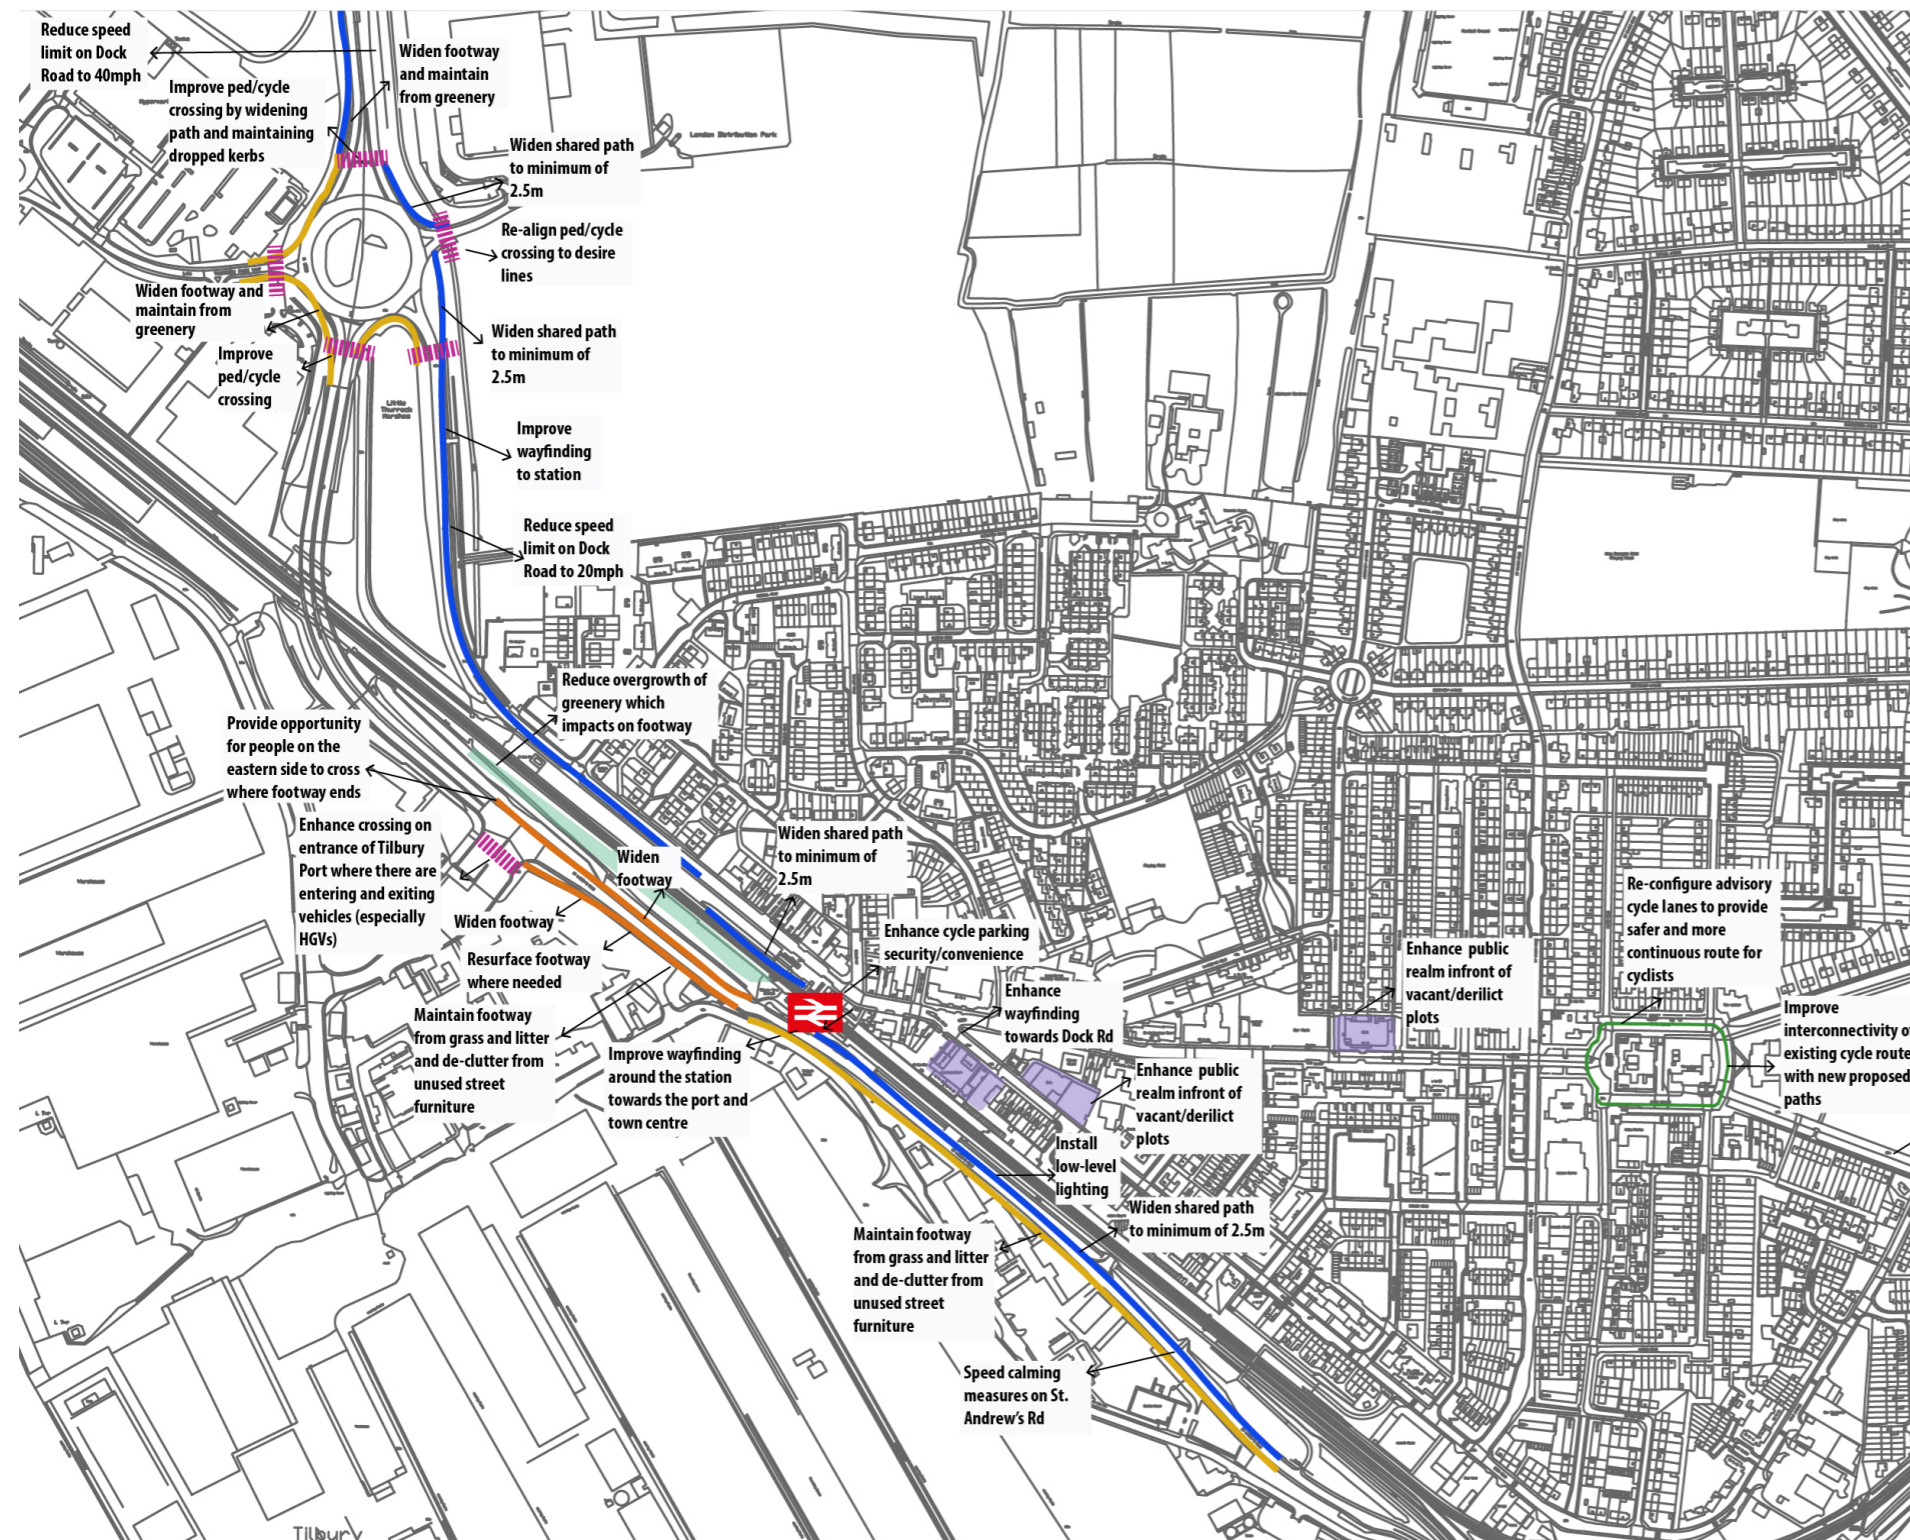 Reduce speed
limit on Dock
Road to 40mph
Widen footway
and maintain
from greenery
Improve ped/cycle
crossing by widening
path and maintaining
dropped kerbs
London Distribution Park
Widen shared path
to minimum of
2.5m
Re-align ped/cycle
crossing to desire
lines
Widen footway and
maintain from
greenery
Improve
ped/cycle
crossing
Widen shared path
to minimum of
2.5m
Little
Thurrock
Marshes
Improve
wayfinding
to station
Reduce speed
limit on Dock
Road to 20mph
Reduce overgrowth of
greenery which
impacts on footway
Provide opportunity
for people on the
eastern side to cross
where footway ends
Enhance crossing on
entrance of Tilbury
Port where there are
entering and exiting
vehicles (especially
HGVs)
Widen
footway
Widen shared path
to minimum of
2.5m
Widen footway
Resurface footway
where needed
Enhance cycle parking
security/convenience
Re-configure advisory
cycle lanes to provide
safer and more
continuous route for
cyclists
Enhance public
realm infront of
vacant/derilict
plots
Enhance
wayfinding
towards Dock Rd
Maintain footway
from grass and litter
and de-clutter from
unused street
furniture
Improve wayfinding
around the station
towards the port and
town centre
Improve
interconnectivity
existing cycle route
with new proposed
paths
Enhance public
realm infront of
vacant/derilict
plots
Install
low-level
lighting
Widen shared path
to minimum of 2.5m
Maintain footway
from grass and litter
and de-clutter from
unused street
furniture
Speed calming
measures on St.
Andrew's Rd
Tilbury